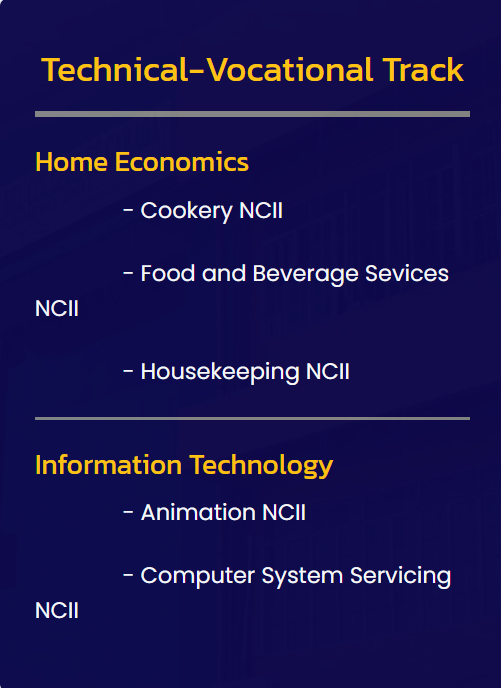 Technical-Vocational Track
Home Economics
- Cookery NCII
- Food and Beverage Sevices
NCII
- Housekeeping NCII
Information Technology
- Animation NCII
- Computer System Servicing
NCII